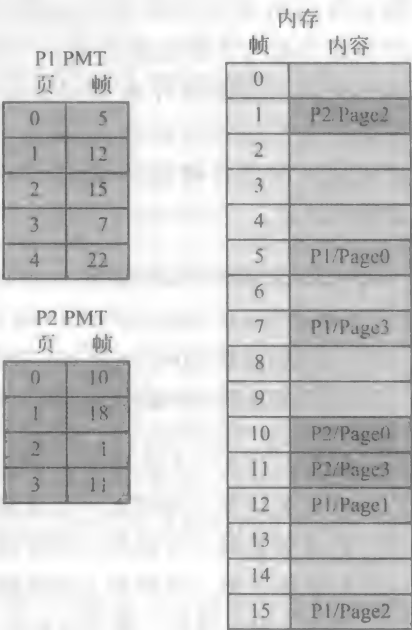 P1 PMT
页 帧
0 5
1 12
2 15
3 7
4 22
P2 PMT
页 帧
0 10
1 18
2 1
3 11
内存
帧 内容
0
1 P2/Page2
2
3
4
5 P1/Page0
6
7 P1/Page3
8
9
10 P2/Page0
11 P2/Page3
12 P1/Page1
13
14
15 P1/Page2